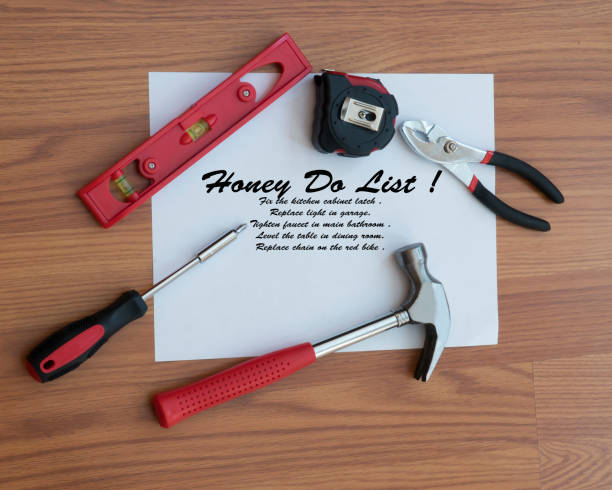 Honey Do List !
Fix the kitchen cabinet latch .
Replace light in garage.
Tighten faucet in main bathroom .
Level the table in dining room.
Replace chain on the red bike .